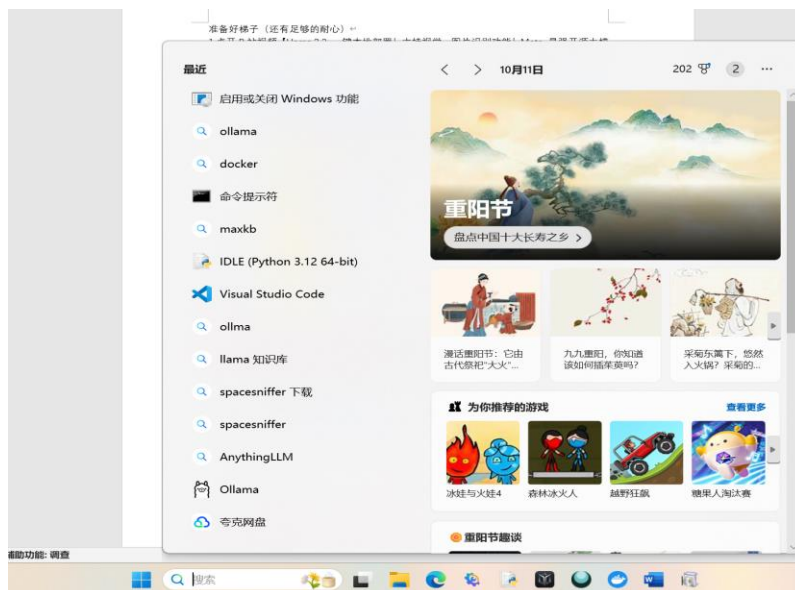 准备好梯子（还有足够的耐心）
最近
10月11日
202
2
启用或关闭 Windows 功能
ollama
docker
命令提示符
maxkb
IDLE (Python 3.12 64-bit)
Visual Studio Code
ollma
llama 知识库
spacesniffer 下载
spacesniffer
AnythingLLM
Ollama
夸克网盘
重阳节
盘点中国十大长寿之乡
漫话重阳节：它由
古代祭祀"大火"...
九九重阳，你知道
该如何插茱萸吗？
采菊东篱下，悠然
入火锅？采菊的...
为你推荐的游戏
查看更多
冰娃与火娃4
森林冰火人
越野狂飙
糖果人淘汰赛
重阳节趣谈
辅助功能: 调查
搜索